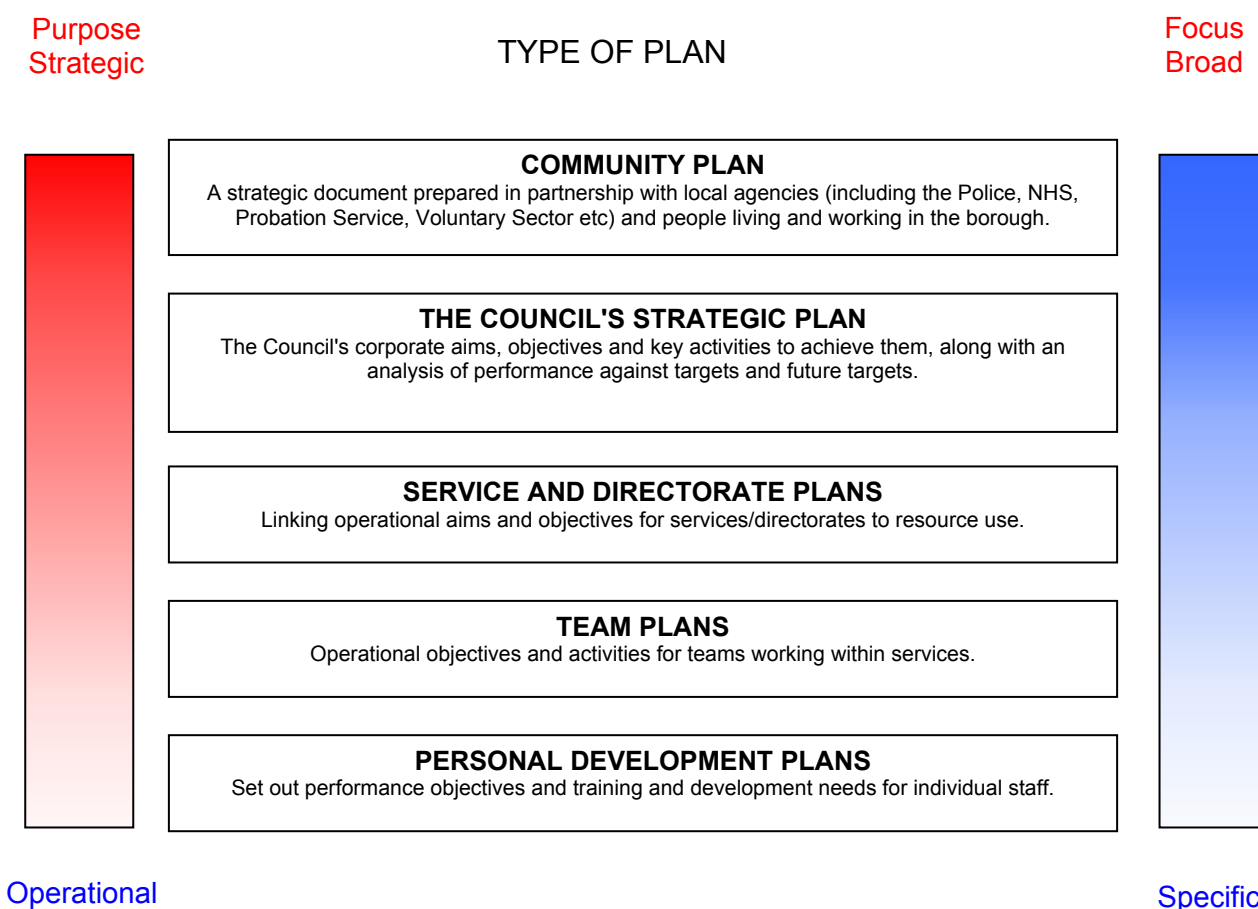 Purpose
Strategic
TYPE OF PLAN
Focus
Broad
COMMUNITY PLAN
A strategic document prepared in partnership with local agencies (including the Police, NHS,
Probation Service, Voluntary Sector etc) and people living and working in the borough.
THE COUNCIL'S STRATEGIC PLAN
The Council's corporate aims, objectives and key activities to achieve them, along with an
analysis of performance against targets and future targets.
SERVICE AND DIRECTORATE PLANS
Linking operational aims and objectives for services/directorates to resource use.
TEAM PLANS
Operational objectives and activities for teams working within services.
PERSONAL DEVELOPMENT PLANS
Set out performance objectives and training and development needs for individual staff.
Operational
Specific